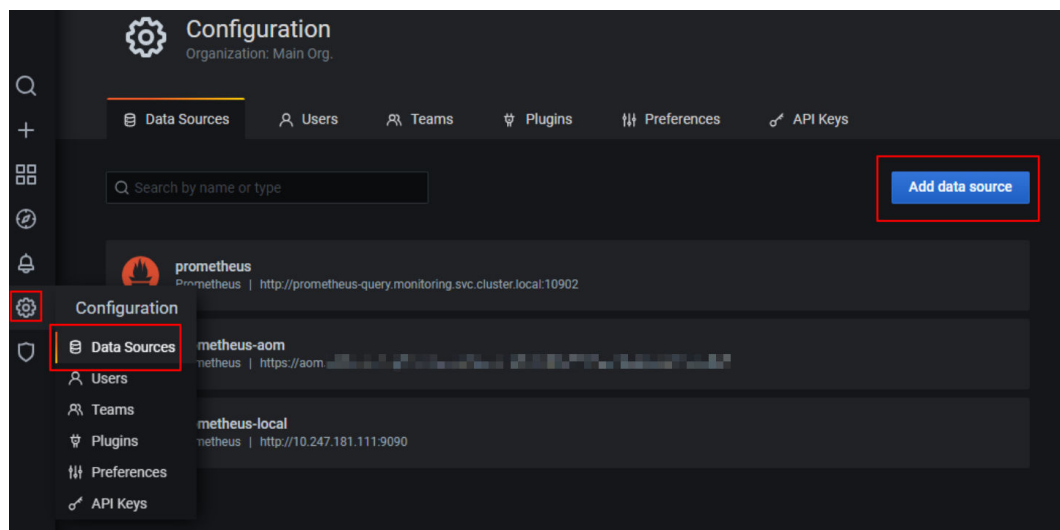 Configuration
Organization: Main Org.
Data Sources Users Teams Plugins Preferences API Keys
Search by name or type
Add data source
prometheus
Prometheus | http://prometheus-query.monitoring.svc.cluster.local:10902
Configuration
Data Sources
metheus-aom
metheus | https://aom.
Users
Teams
metheus-local
Plugins
metheus | http://10.247.181.111:9090
Preferences
API Keys